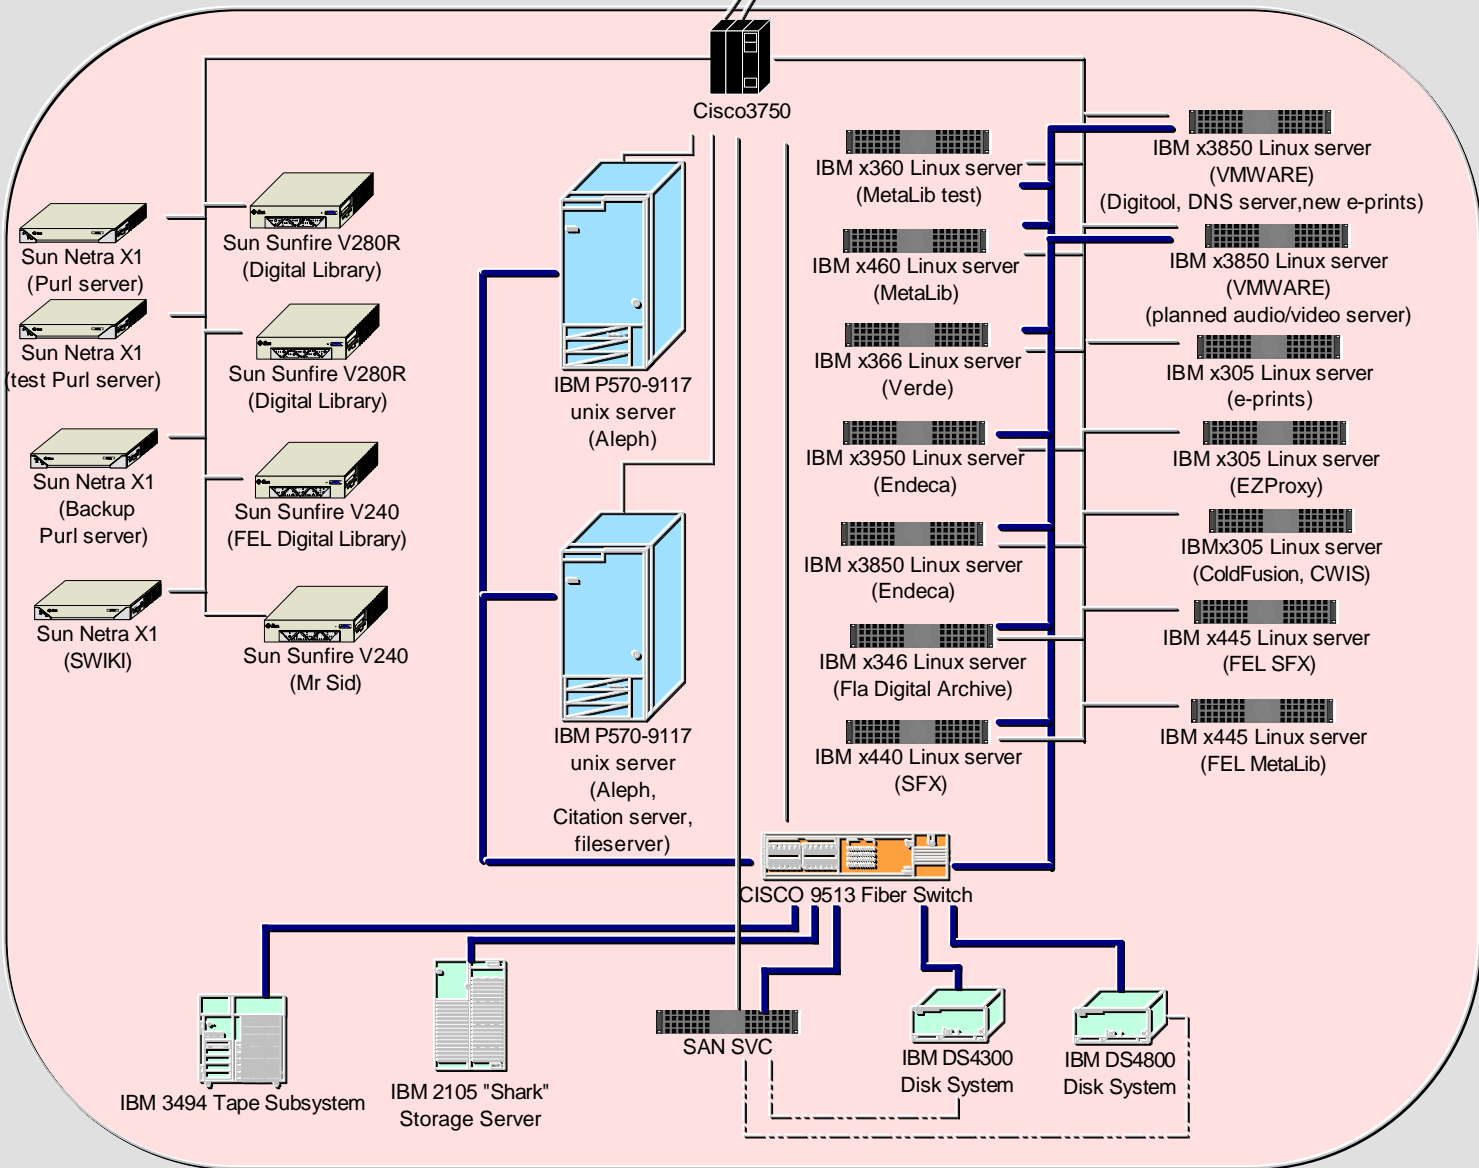 Cisco3750
Sun Netra X1
(Purl server)
Sun Netra X1
(test Purl server)
Sun Netra X1
(Backup
Purl server)
Sun Netra X1
(SWIKI)
Sun Sunfire V280R
(Digital Library)
Sun Sunfire V280R
(Digital Library)
Sun Sunfire V240
(FEL Digital Library)
Sun Sunfire V240
(Mr Sid)
IBM P570-9117
unix server
(Aleph)
IBM P570-9117
unix server
(Aleph,
Citation server,
fileserver)
IBM x360 Linux server
(MetaLib test)
IBM x460 Linux server
(MetaLib)
IBM x366 Linux server
(Verde)
IBM x3950 Linux server
(Endeca)
IBM x3850 Linux server
(Endeca)
IBM x346 Linux server
(Fla Digital Archive)
IBM x440 Linux server
(SFX)
IBM x3850 Linux server
(VMWARE)
(Digitool, DNS server,new e-prints)
IBM x3850 Linux server
(VMWARE)
(planned audio/video server)
IBM x305 Linux server
(e-prints)
IBM x305 Linux server
(EZProxy)
IBMx305 Linux server
(ColdFusion, CWIS)
IBM x445 Linux server
(FEL SFX)
IBM x445 Linux server
(FEL MetaLib)
CISCO 9513 Fiber Switch
IBM 3494 Tape Subsystem
IBM 2105 "Shark"
Storage Server
SAN SVC
IBM DS4300
Disk System
IBM DS4800
Disk System